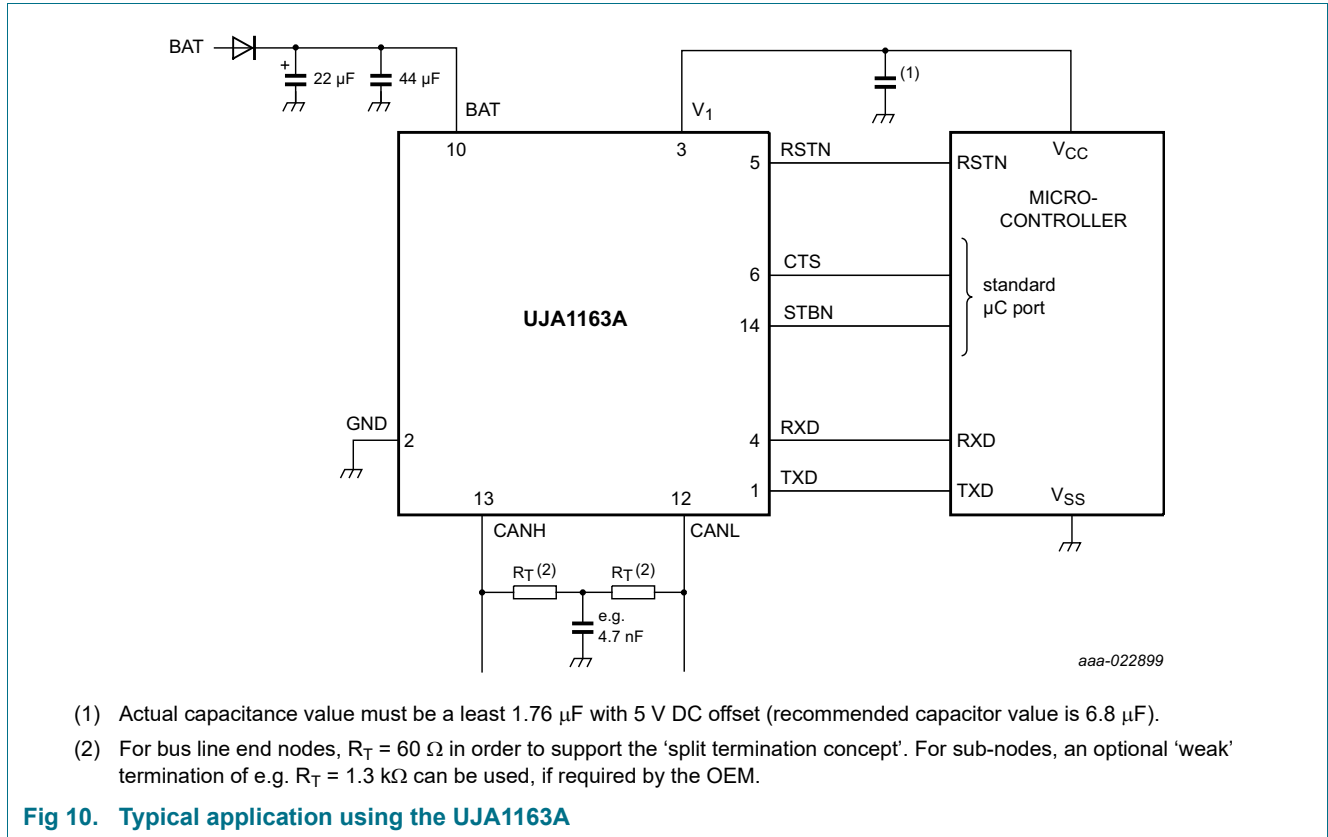 BAT
+
22 µF
44 µF
(1)
BAT
V1
10
3
VCC
5
RSTN
RSTN
MICRO-
CONTROLLER
6
CTS
standard
µC port
UJA1163A
14
STBN
GND
2
4
RXD
RXD
1
TXD
TXD
13
12
VSS
CANH
CANL
RT (2)
RT (2)
e.g.
4.7 nF
aaa-022899
(1) Actual capacitance value must be a least 1.76 µF with 5 V DC offset (recommended capacitor value is 6.8 µF).
(2) For bus line end nodes, RT = 60 Ω in order to support the ‘split termination concept’. For sub-nodes, an optional ‘weak’
termination of e.g. RT = 1.3 kΩ can be used, if required by the OEM.
Fig 10. Typical application using the UJA1163A